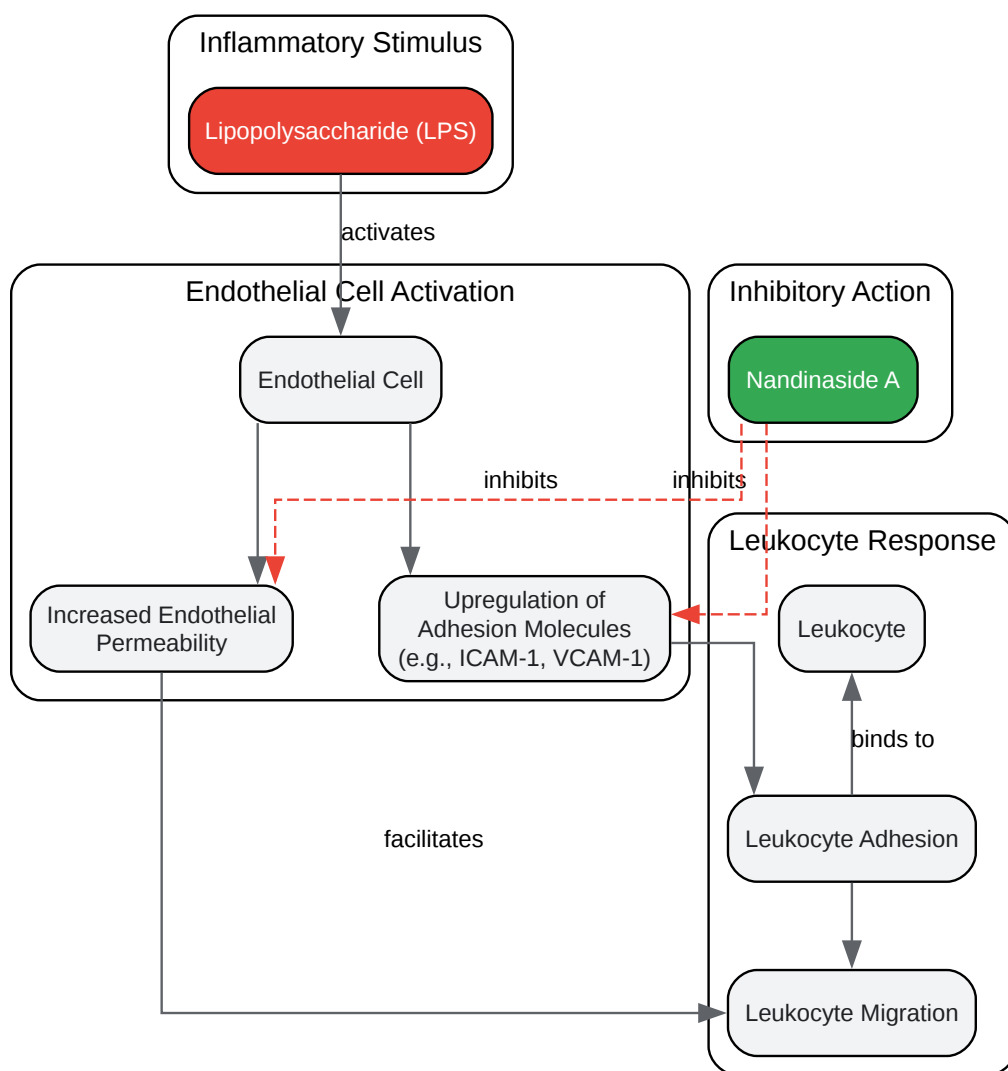 Inflammatory Stimulus
Lipopolysaccharide (LPS)
activates
Endothelial Cell Activation
Inhibitory Action
Endothelial Cell
Nandinaside A
inhibits
inhibits
Leukocyte Response
Increased Endothelial
Permeability
Upregulation of
Adhesion Molecules
(e.g., ICAM-1, VCAM-1)
Leukocyte
binds to
facilitates
Leukocyte Adhesion
Leukocyte Migration